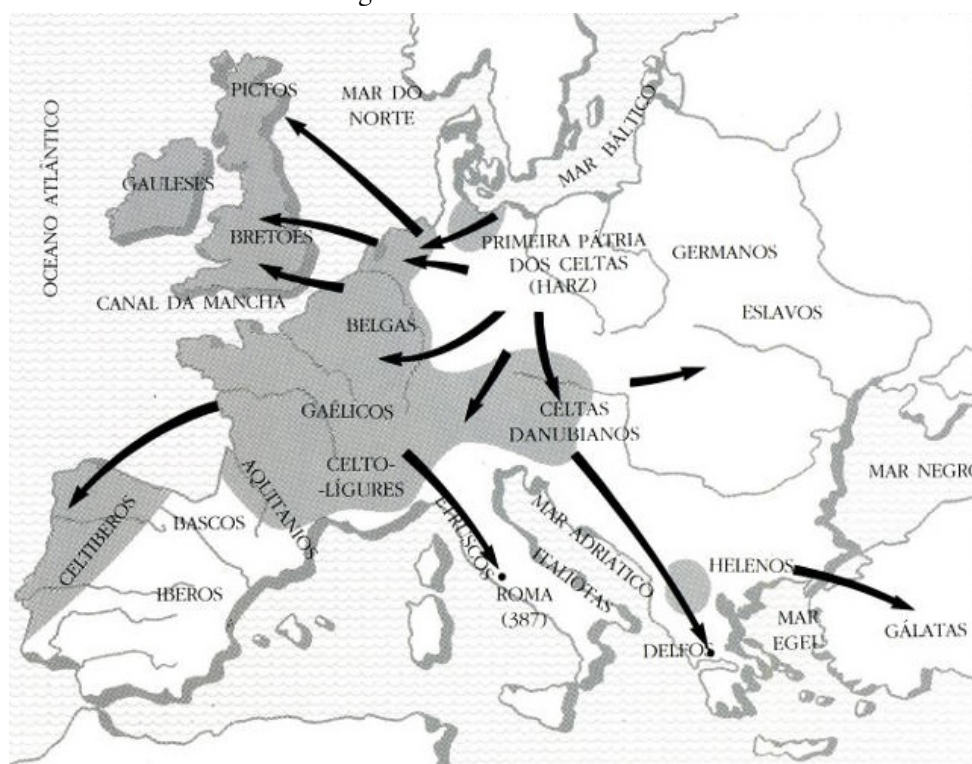 PICTOS
MAR DO
NORTE
MAR BÁLTICO
OCEANO ATLÂNTICO
GAULESES
BRETÕES
PRIMEIRA PÁTRIA
DOS CELTAS
(HARZ)
GERMANOS
CANAL DA MANCHA
ESLAVOS
BELGAS
GAÉLICOS
CELTAS
DANUBIANOS
CELTO-
-LÍGURES
AQUITANIOS
MAR NEGRO
CELTIBEROS
BASCOS
ETRUSCOS
MAR ADRIÁTICO
ITALIOTAS
IBEROS
ROMA
(387)
HELENOS
MAR
EGEU
GÁLATAS
DELFOS